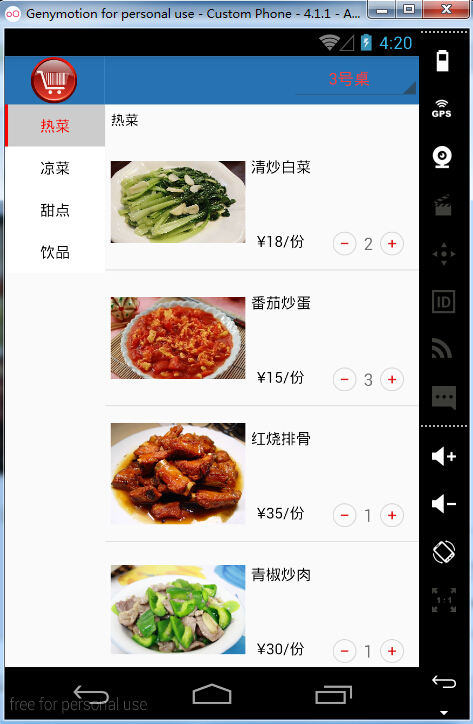 Genymotion for personal use - Custom Phone - 4.1.1 - A...
4:20
3号桌
GPS
热菜
凉菜
甜点
饮品
热菜
清炒白菜
¥18/份
2
番茄炒蛋
¥15/份
3
红烧排骨
¥35/份
1
青椒炒肉
¥30/份
1
ID
1:1
free for personal use